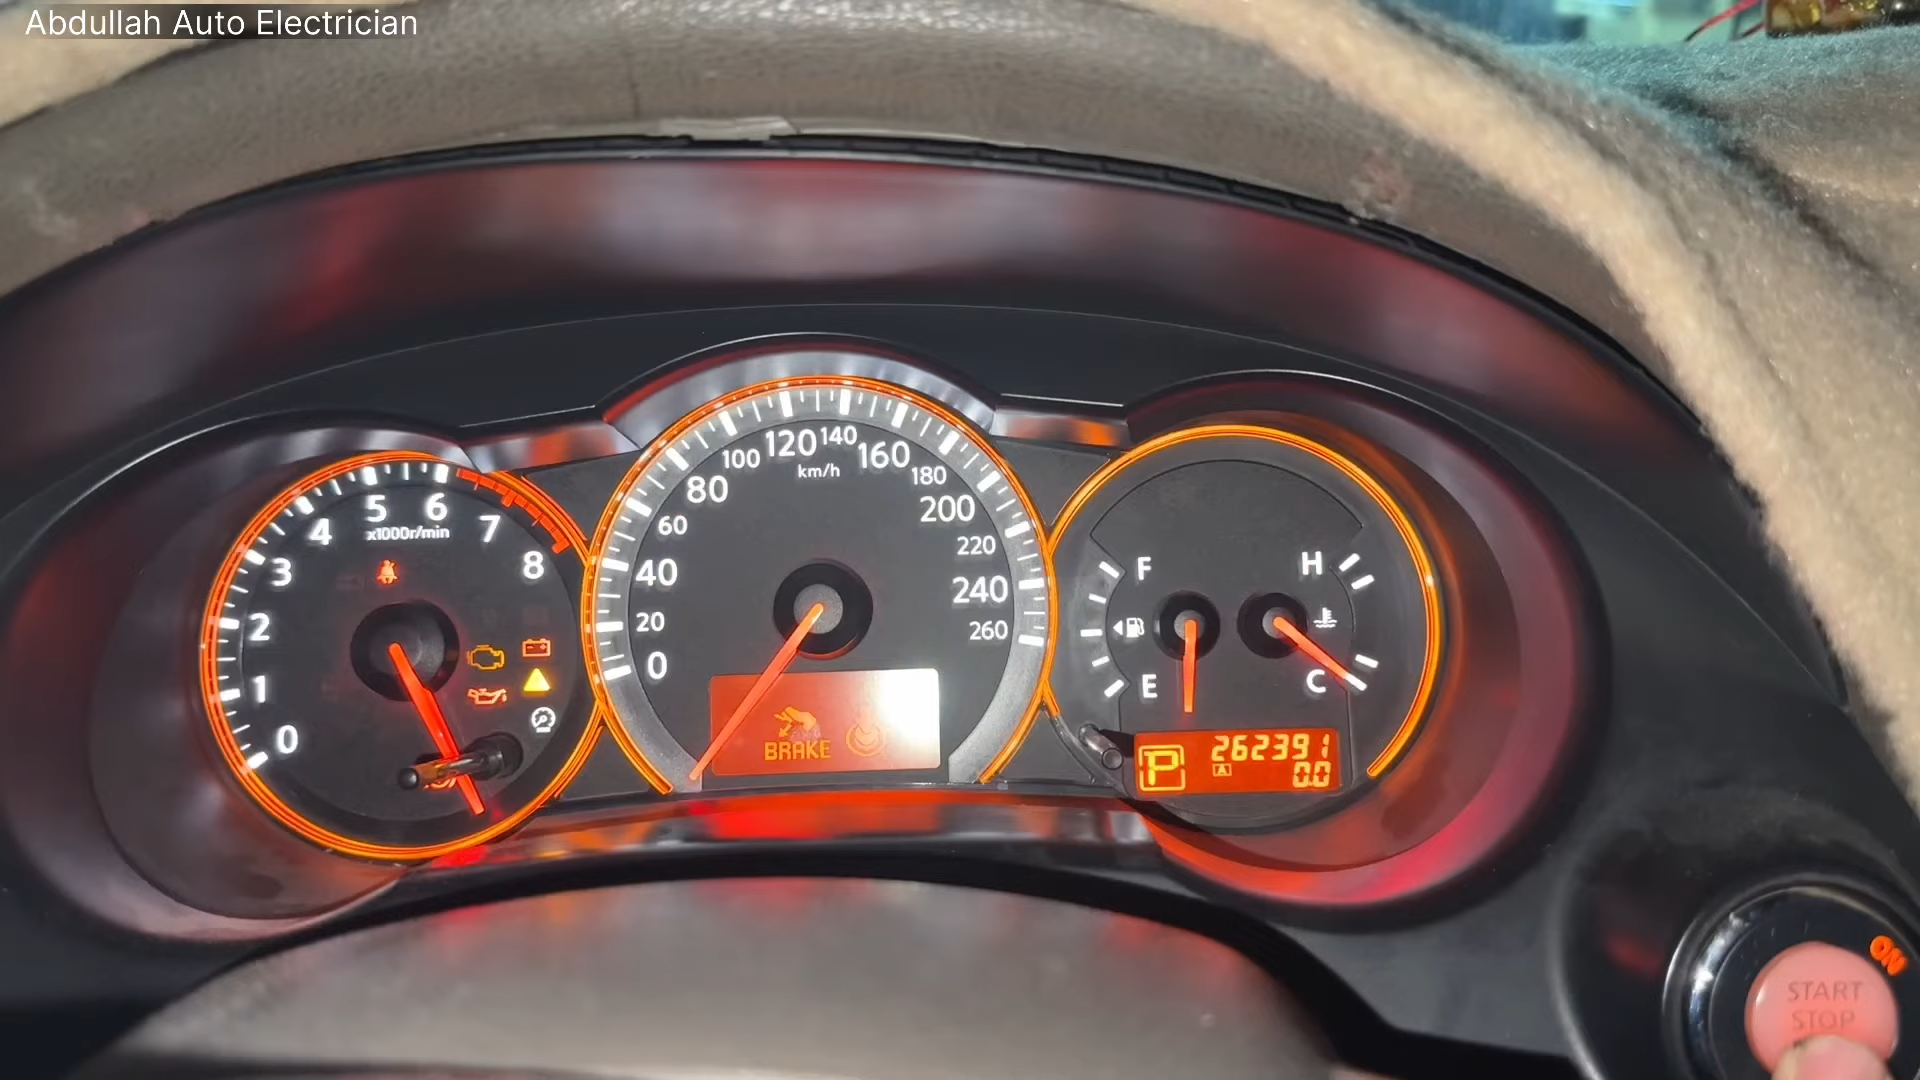 Abdullah Auto Electrician
0
1
2
3
4
5
6
7
8
x1000r/min
0
20
40
60
80
100
120
140
160
180
200
220
240
260
km/h
BRAKE
F
E
H
C
P
262391
A
0.0
ON
START
STOP